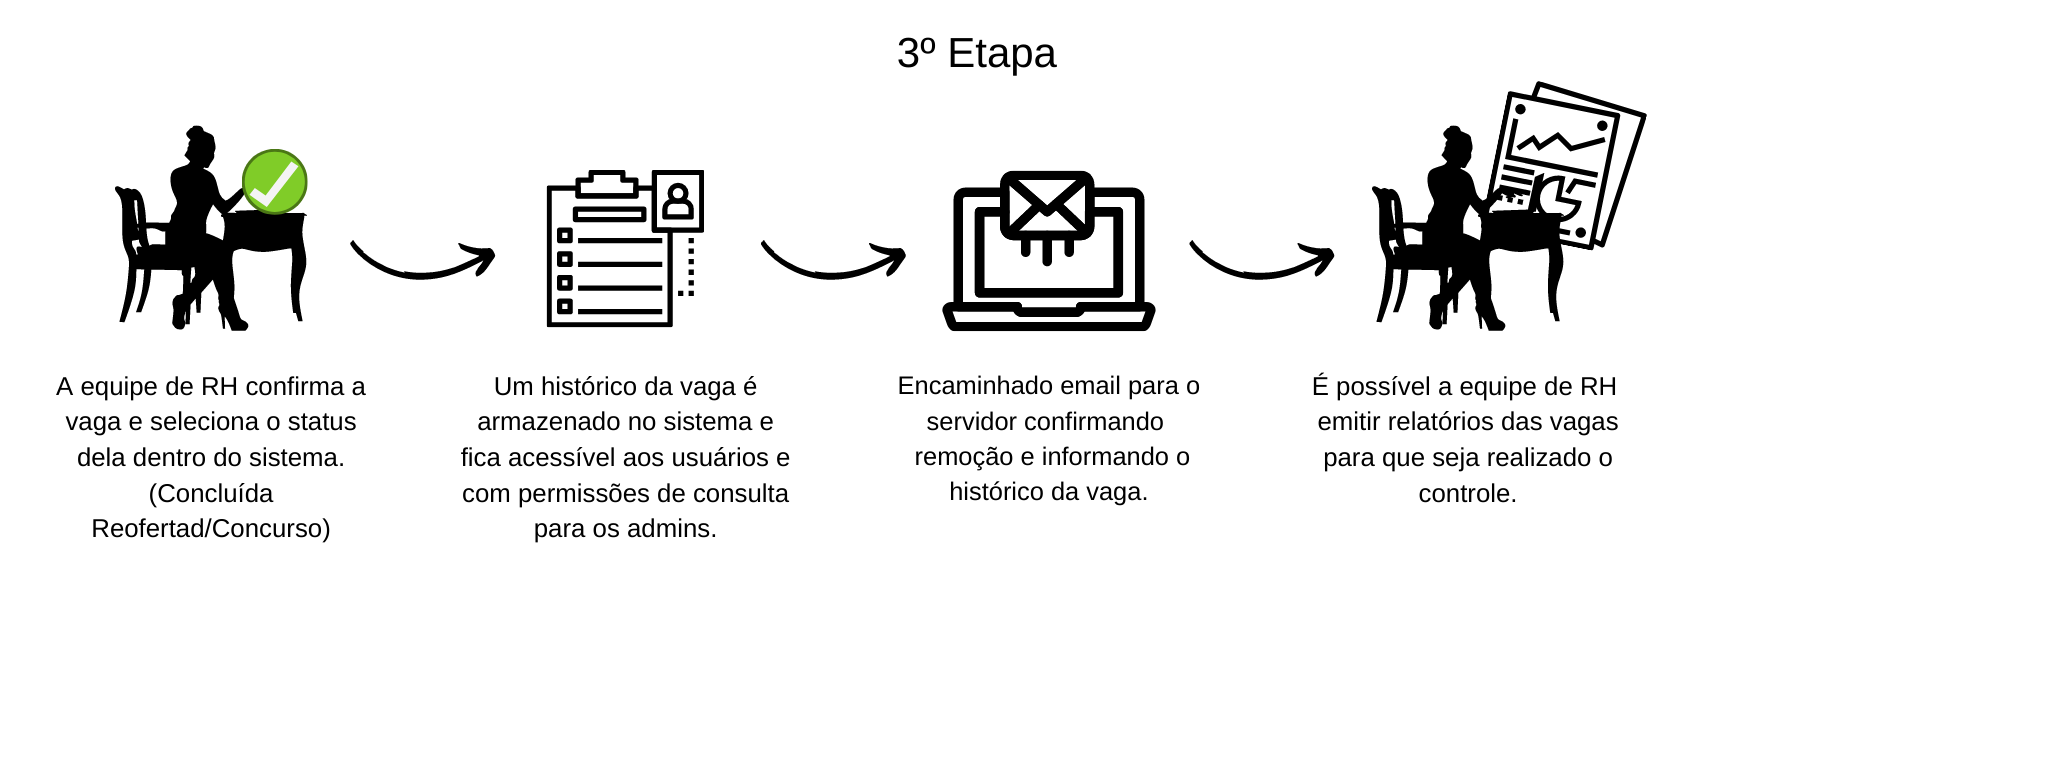 3º Etapa
A equipe de RH confirma a
vaga e seleciona o status
dela dentro do sistema.
(Concluída
Reofertad/Concurso)
Um histórico da vaga é
armazenado no sistema e
fica acessível aos usuários e
com permissões de consulta
para os admins.
Encaminhado email para o
servidor confirmando
remoção e informando o
histórico da vaga.
É possível a equipe de RH
emitir relatórios das vagas
para que seja realizado o
controle.